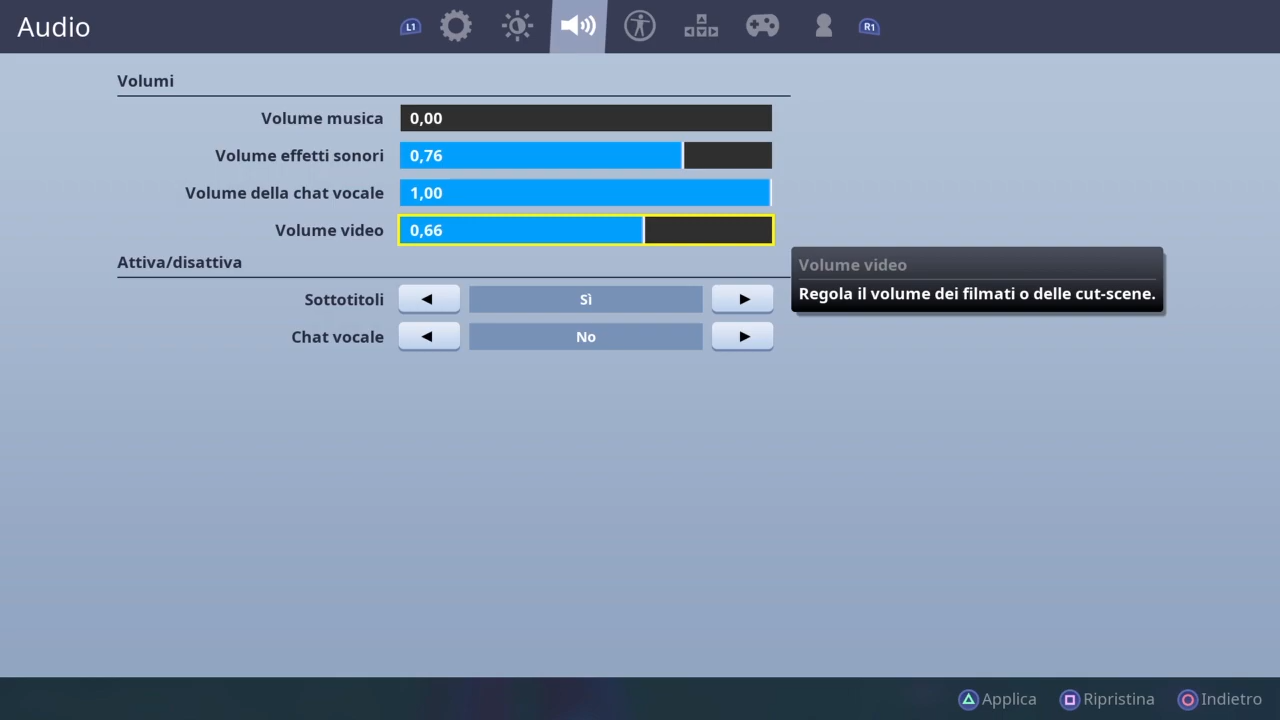 Audio
L1
R1
Volumi
Volume musica 0,00
Volume effetti sonori 0,76
Volume della chat vocale 1,00
Volume video 0,66
Attiva/disattiva
Volume video
Regola il volume dei filmati o delle cut-scene.
Sottotitoli Sì
Chat vocale No
Applica Ripristina Indietro